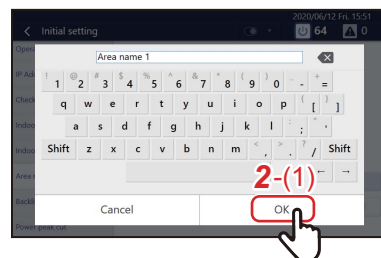 2020/06/12 Fri. 15:51
< Initial setting 64 0
Area name 1
! 1 @ 2 # 3 $ 4 % 5 ^ 6 & 7 * 8 ( 9 ) 0 _ - + =
q w e r t y u i o p { [ } ]
a s d f g h j k l : ; " '
Shift z x c v b n m < , > . ? / Shift
2-(1) ← →
Cancel OK
IP Ad
Check
Indoo
Indoo
Area
Backl
Power peak cut